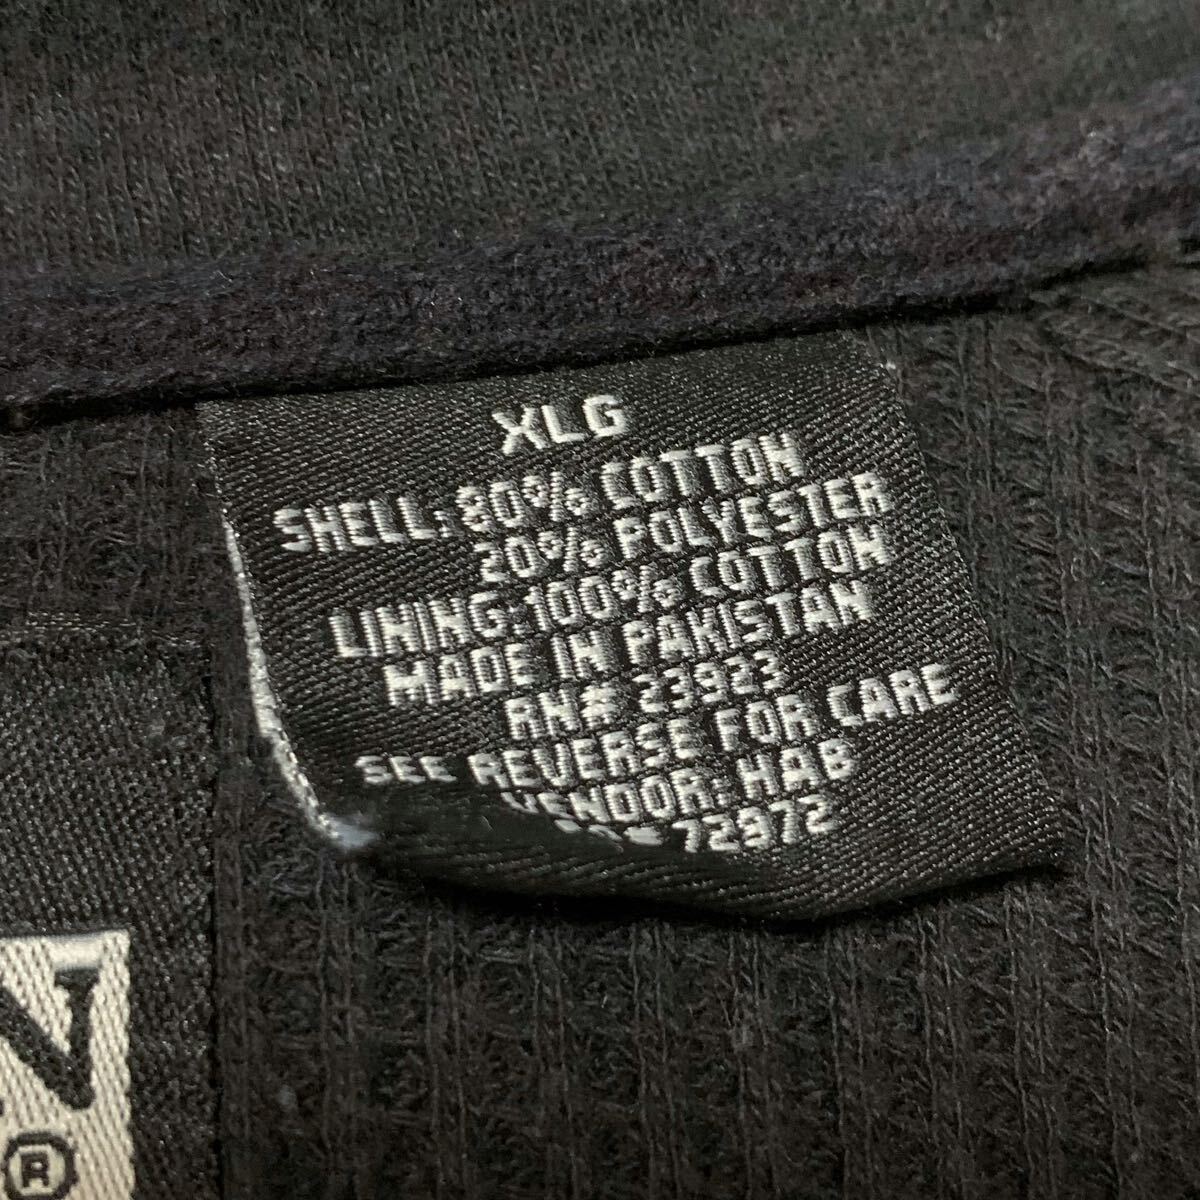 XLG
SHELL: 80% COTTON
20% POLYESTER
LINING: 100% COTTON
MADE IN PAKISTAN
RN# 23923
SEE REVERSE FOR CARE
VENDOR: HAB
72972
N
®